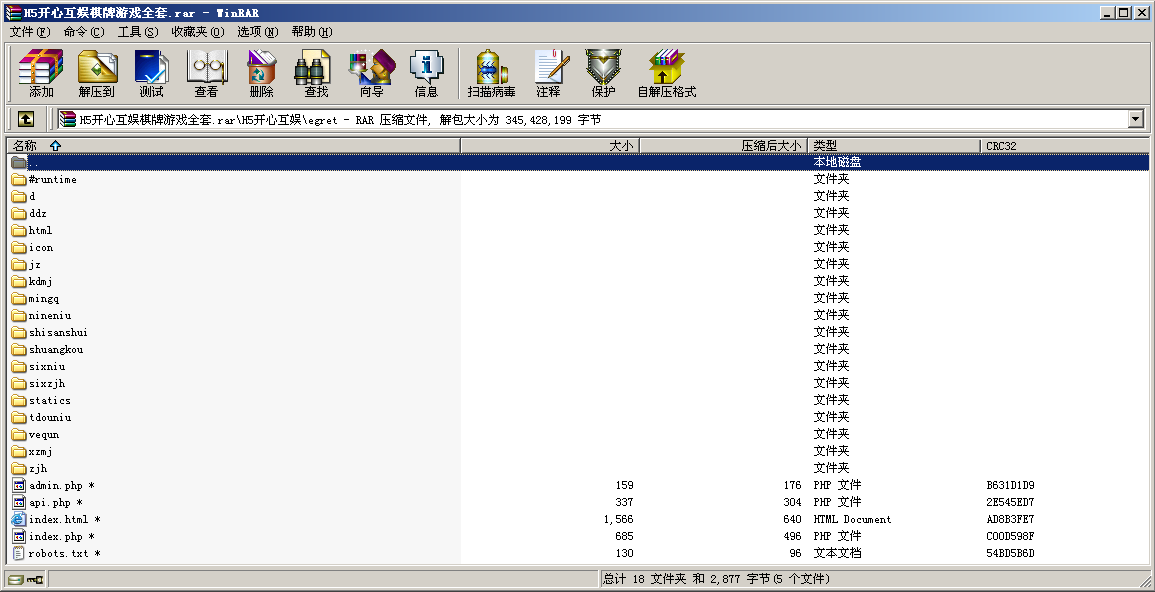 H5开心互娱棋牌游戏全套.rar - WinRAR
文件(F) 命令(C) 工具(S) 收藏夹(O) 选项(N) 帮助(H)
添加 解压到 测试 查看 删除 查找 向导 信息 扫描病毒 注释 保护 自解压格式
H5开心互娱棋牌游戏全套.rar\H5开心互娱\egret - RAR 压缩文件, 解包大小为 345,428,199 字节
名称 大小 压缩后大小 类型 CRC32
.. 本地磁盘
#runtime 文件夹
d 文件夹
ddz 文件夹
html 文件夹
icon 文件夹
jz 文件夹
kdmj 文件夹
mingq 文件夹
nineniu 文件夹
shisanshui 文件夹
shuangkou 文件夹
sixniu 文件夹
sixzjh 文件夹
statics 文件夹
tdouniu 文件夹
vequn 文件夹
xzmj 文件夹
zjh 文件夹
admin.php * 159 176 PHP 文件 B631D1D9
api.php * 337 304 PHP 文件 2E545ED7
index.html * 1,566 640 HTML Document AD8B3FE7
index.php * 685 496 PHP 文件 C00D598F
robots.txt * 130 96 文本文档 54BD5B6D
总计 18 文件夹 和 2,877 字节(5 个文件)